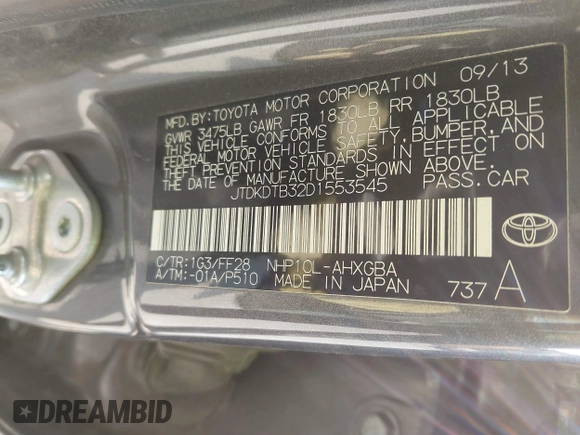 MFD.BY:TOYOTA MOTOR CORPORATION 09/13
GVWR 3475LB GAWR FR 1830LB RR 1830LB
THIS VEHICLE CONFORMS TO ALL APPLICABLE
FEDERAL MOTOR VEHICLE SAFETY,BUMPER,AND
THEFT PREVENTION STANDARDS IN EFFECT ON
THE DATE OF MANUFACTURE SHOWN ABOVE.
JTDKDTB32D1553545 PASS.CAR
C/TR:1G3/FF28 NHP10L-AHXGBA
A/TM:-01A/P510 MADE IN JAPAN 737 A
DREAMBID